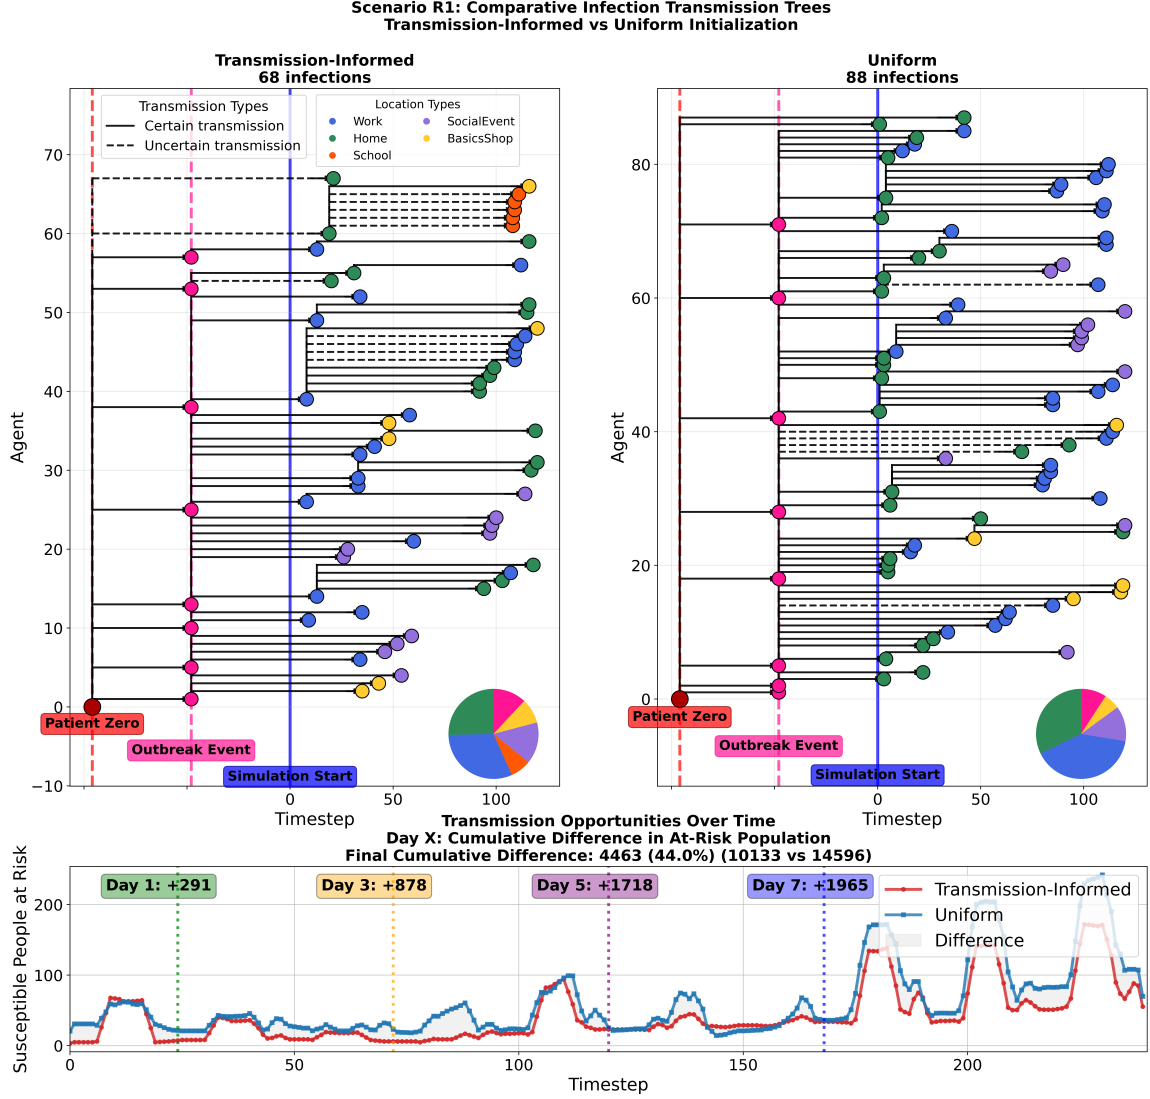 Scenario R1: Comparative Infection Transmission Trees
Transmission-Informed vs Uniform Initialization
Transmission-Informed
68 infections
Transmission Types
Certain transmission
Uncertain transmission
Location Types
Work
Home
School
SocialEvent
BasicsShop
Agent
70
60
50
40
30
20
10
0
−10
Patient Zero
Outbreak Event
Simulation Start
0
50
100
Timestep
Uniform
88 infections
Agent
80
60
40
20
0
Patient Zero
Outbreak Event
Simulation Start
0
50
100
Timestep
Transmission Opportunities Over Time
Day X: Cumulative Difference in At-Risk Population
Final Cumulative Difference: 4463 (44.0%) (10133 vs 14596)
Susceptible People at Risk
200
100
0
Day 1: +291
Day 3: +878
Day 5: +1718
Day 7: +1965
Transmission-Informed
Uniform
Difference
0
50
100
150
200
Timestep